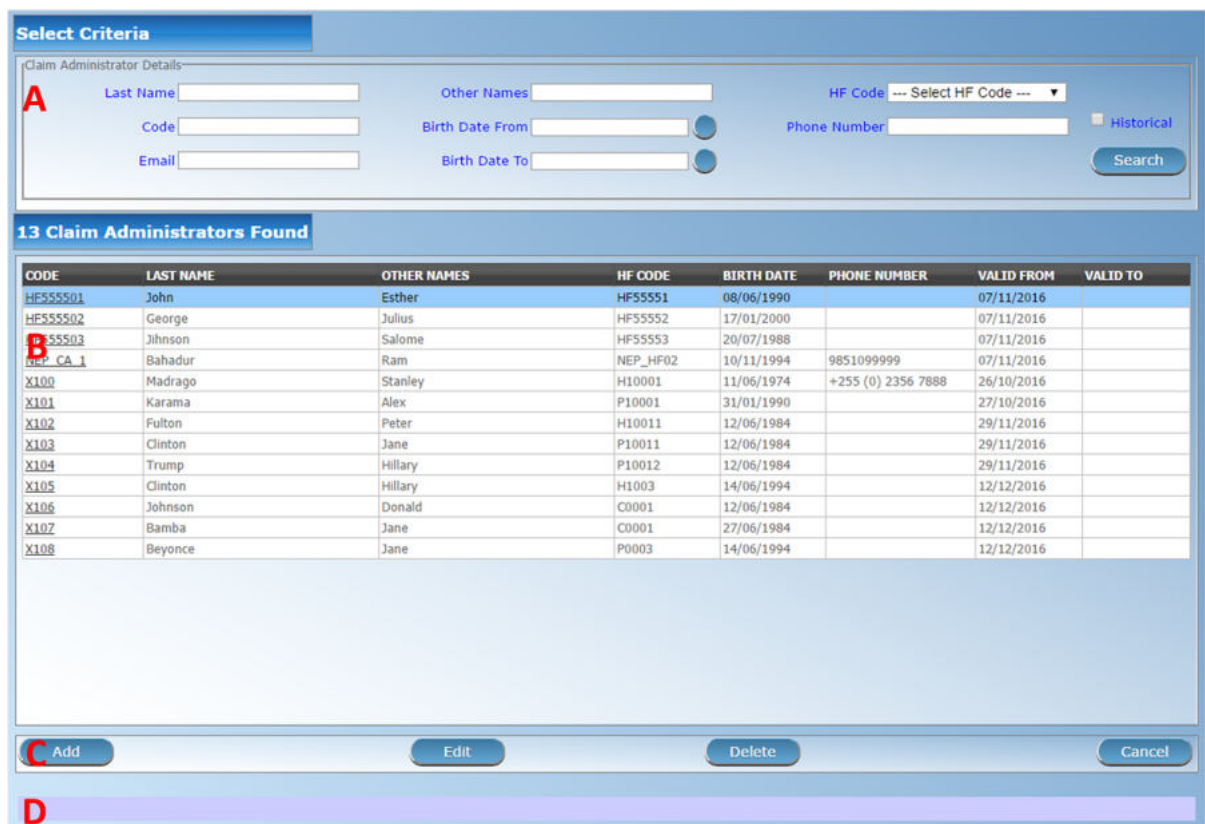 Select Criteria
Claim Administrator Details
A
Last Name Other Names HF Code --- Select HF Code ---
Code Birth Date From Phone Number Historical
Email Birth Date To Search
13 Claim Administrators Found
CODE LAST NAME OTHER NAMES HF CODE BIRTH DATE PHONE NUMBER VALID FROM VALID TO
HF555501 John Esther HF55551 08/06/1990 07/11/2016
HF555502 George Julius HF55552 17/01/2000 07/11/2016
HF555503 Jihnson Salome HF55553 20/07/1988 07/11/2016
B
NEP_CA_1 Bahadur Ram NEP_HF02 10/11/1994 9851099999 07/11/2016
X100 Madrago Stanley H10001 11/06/1974 +255 (0) 2356 7888 26/10/2016
X101 Karama Alex P10001 31/01/1990 27/10/2016
X102 Fulton Peter H10011 12/06/1984 29/11/2016
X103 Clinton Jane P10011 12/06/1984 29/11/2016
X104 Trump Hillary P10012 12/06/1984 29/11/2016
X105 Clinton Hillary H1003 14/06/1994 12/12/2016
X106 Johnson Donald C0001 12/06/1984 12/12/2016
X107 Bamba Jane C0001 27/06/1984 12/12/2016
X108 Beyonce Jane P0003 14/06/1994 12/12/2016
C Add Edit Delete Cancel
D